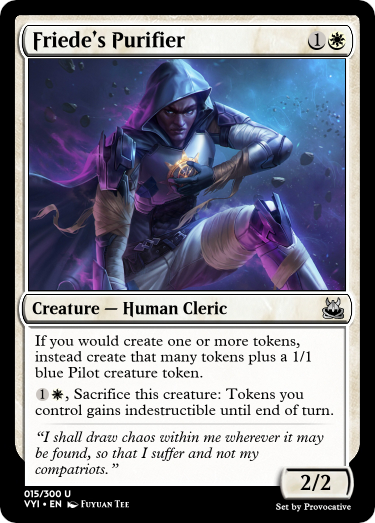 Friede's Purifier 1
Creature — Human Cleric
If you would create one or more tokens,
instead create that many tokens plus a 1/1
blue Pilot creature token.
1, Sacrifice this creature: Tokens you
control gains indestructible until end of turn.
“I shall draw chaos within me wherever it may
be found, so that I suffer and not my
compatriots.”
2/2
015/300 U
VYI • EN Fuyuan Tee
Set by Provocative